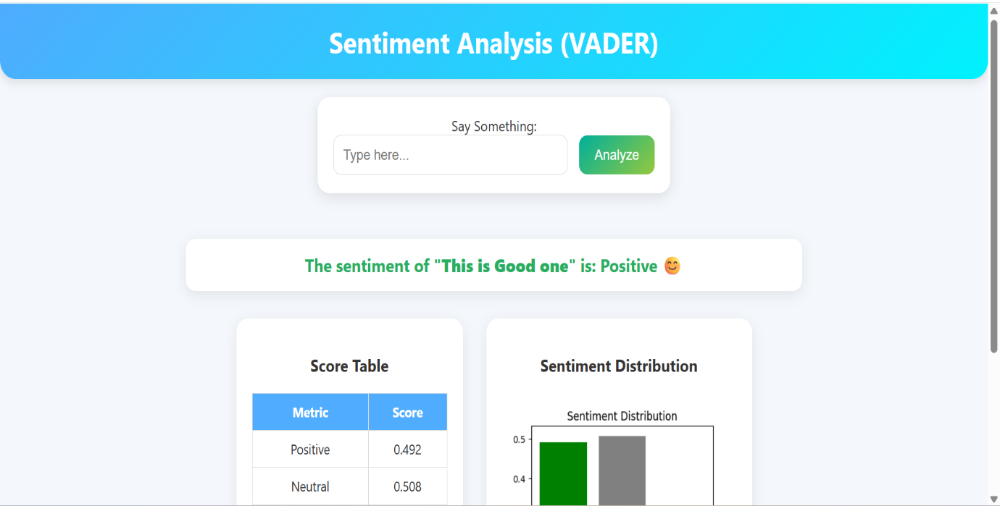 Sentiment Analysis (VADER)
Say Something:
Type here...
Analyze
The sentiment of "This is Good one" is: Positive 😊
Score Table
Metric Score
Positive 0.492
Neutral 0.508
Sentiment Distribution
Sentiment Distribution
0.5
0.4